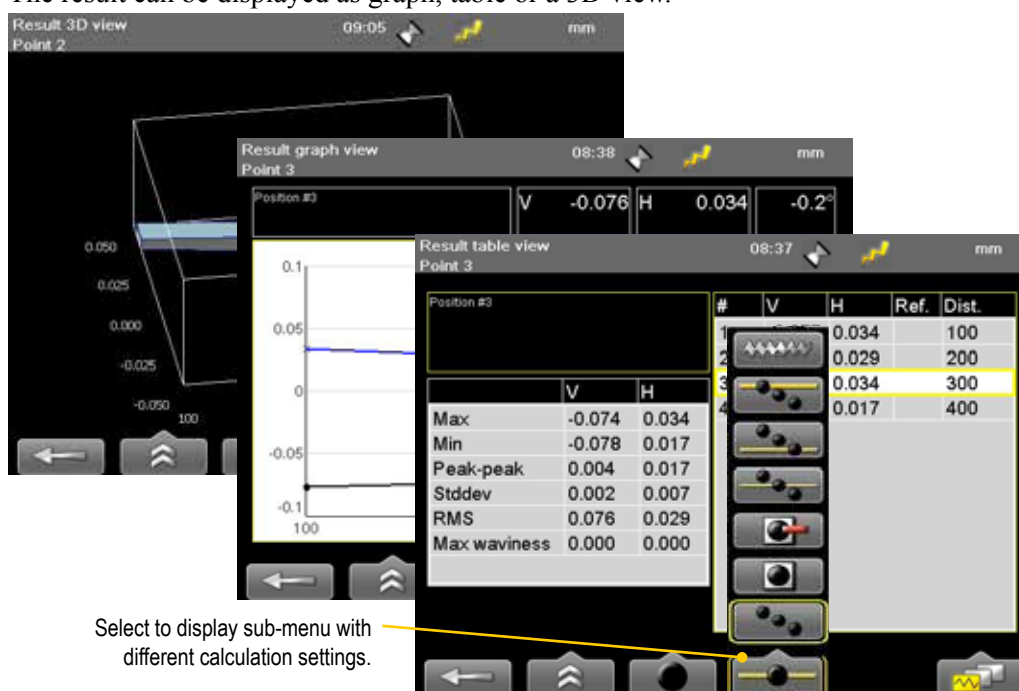 The result can be displayed as graph, table or a 3D view.
Result 3D view
Point 2
09:05
mm
0.050
0.025
0.000
-0.025
-0.050
100
Result graph view
Point 3
08:38
mm
Position #3
V -0.076 H 0.034 -0.2°
0.1
0.05
0
-0.05
-0.1
100
Result table view
Point 3
08:37
mm
Position #3
V H
Max -0.074 0.034
Min -0.078 0.017
Peak-peak 0.004 0.017
Stddev 0.002 0.007
RMS 0.076 0.029
Max waviness 0.000 0.000
# V H Ref. Dist.
1 0.034 100
2 0.029 200
3 0.034 300
4 0.017 400
Select to display sub-menu with
different calculation settings.